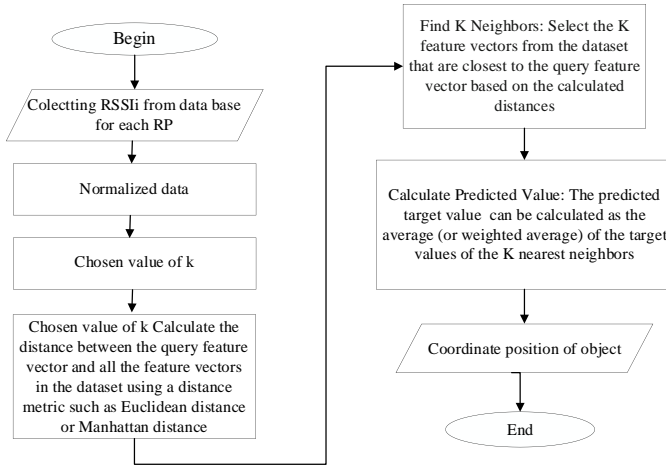 Begin
Colectting RSSIi from data base
for each RP
Normalized data
Chosen value of k
Chosen value of k Calculate the
distance between the query feature
vector and all the feature vectors
in the dataset using a distance
metric such as Euclidean distance
or Manhattan distance
Find K Neighbors: Select the K
feature vectors from the dataset
that are closest to the query feature
vector based on the calculated
distances
Calculate Predicted Value: The predicted
target value can be calculated as the
average (or weighted average) of the target
values of the K nearest neighbors
Coordinate position of object
End